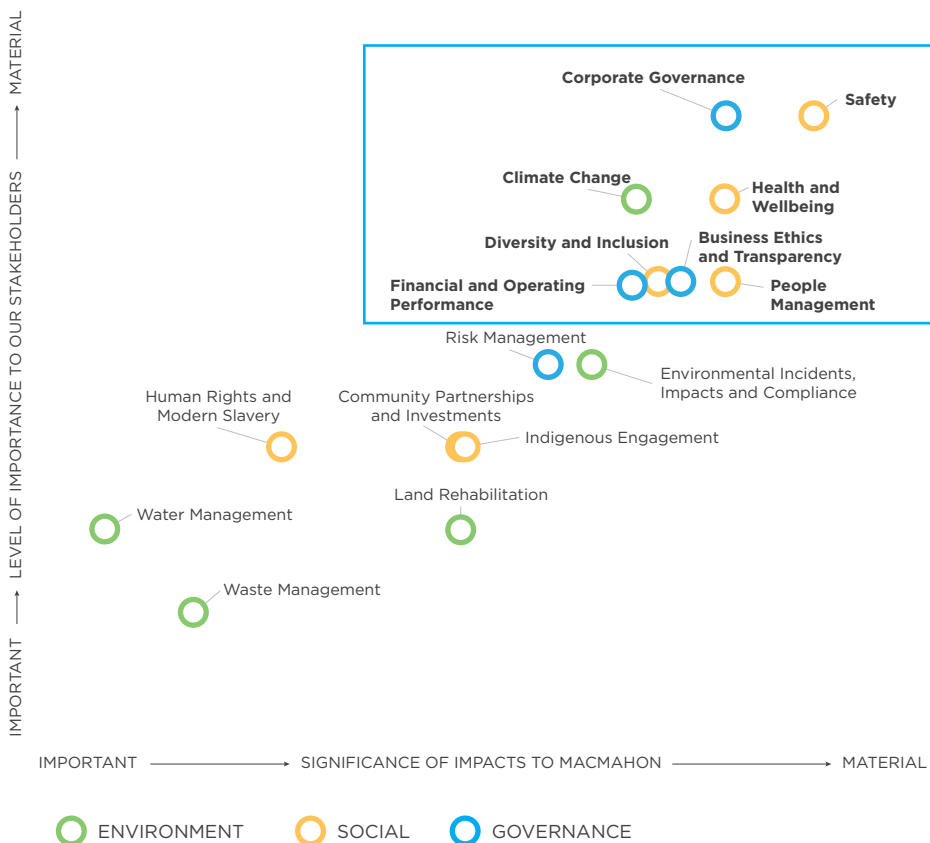 MATERIAL
LEVEL OF IMPORTANCE TO OUR STAKEHOLDERS
IMPORTANT
Corporate Governance
Safety
Climate Change
Health and
Wellbeing
Diversity and Inclusion
Business Ethics
and Transparency
Financial and Operating
Performance
People
Management
Risk Management
Environmental Incidents,
Impacts and Compliance
Human Rights and
Modern Slavery
Community Partnerships
and Investments
Indigenous Engagement
Land Rehabilitation
Water Management
Waste Management
IMPORTANT
SIGNIFICANCE OF IMPACTS TO MACMAHON
MATERIAL
ENVIRONMENT
SOCIAL
GOVERNANCE